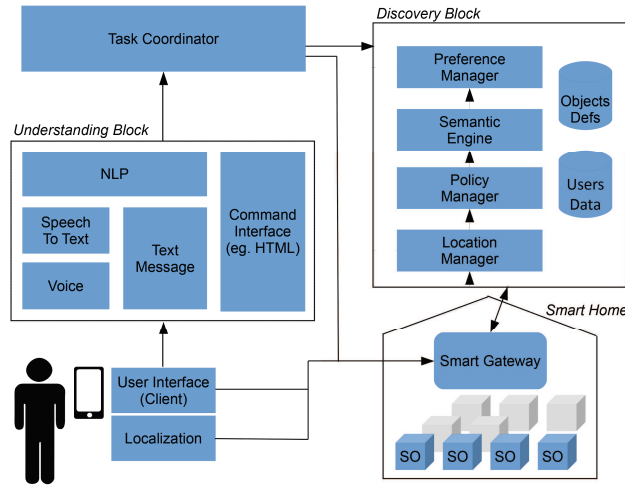 Task Coordinator
Discovery Block
Preference
Manager
Semantic
Engine
Policy
Manager
Location
Manager
Objects
Defs
Users
Data
Understanding Block
NLP
Speech
To Text
Voice
Text
Message
Command
Interface
(eg. HTML)
User Interface
(Client)
Localization
Smart Home
Smart Gateway
SO
SO
SO
SO